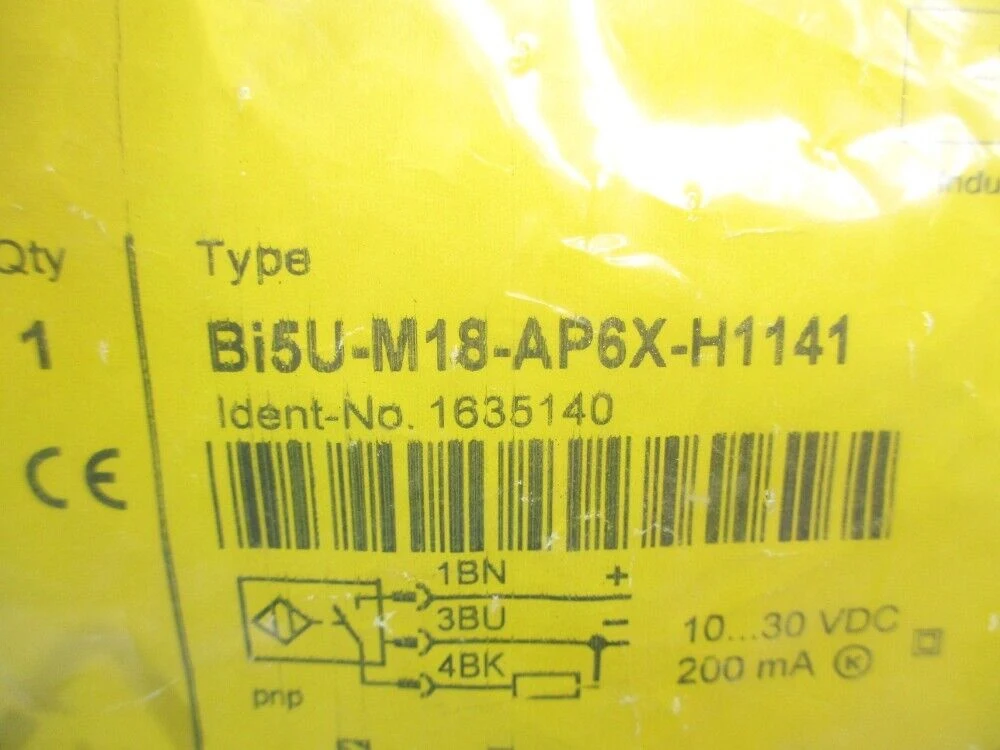 Qty
Type
1
Bi5U-M18-AP6X-H1141
Ident-No. 1635140
CE
1BN +
3BU -
4BK
10...30 VDC
200 mA K
pnp